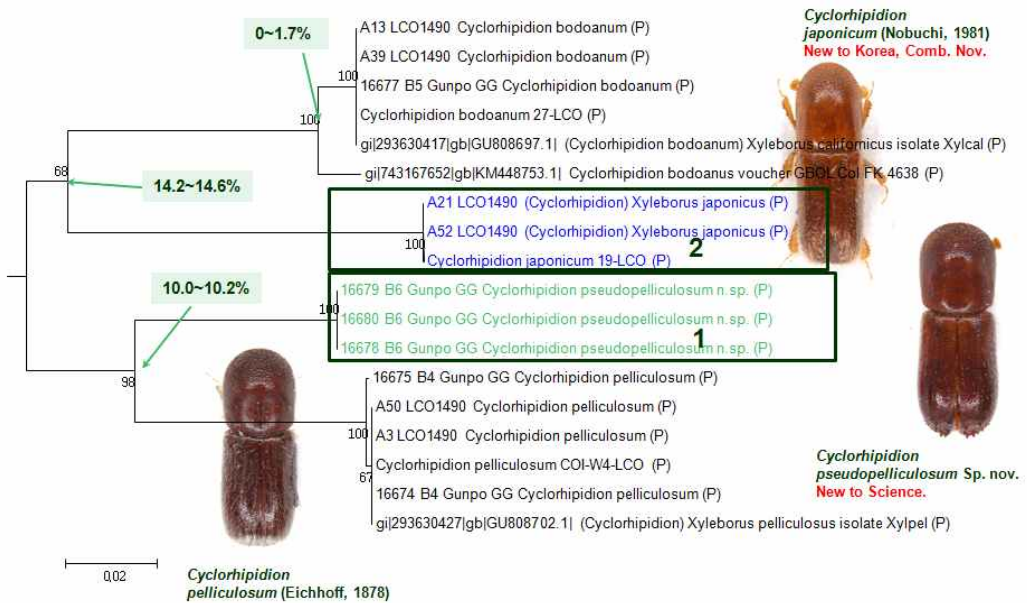 Cyclorhipidion
japonicum (Nobuchi, 1981)
New to Korea, Comb. Nov.
0~1.7%
A13 LCO1490 Cyclorhipidion bodoanum (P)
A39 LCO1490 Cyclorhipidion bodoanum (P)
100
16677 B5 Gunpo GG Cyclorhipidion bodoanum (P)
100
Cyclorhipidion bodoanum 27-LCO (P)
gi|293630417|gb|GU808697.1| (Cyclorhipidion bodoanum) Xyleborus californicus isolate Xylcal (P)
68
14.2~14.6%
gi|743167652|gb|KM448753.1| Cyclorhipidion bodoanus voucher GBOL Col FK 4638 (P)
A21 LCO1490 (Cyclorhipidion) Xyleborus japonicus (P)
A52 LCO1490 (Cyclorhipidion) Xyleborus japonicus (P)
100
Cyclorhipidion japonicum 19-LCO (P)
2
10.0~10.2%
16679 B6 Gunpo GG Cyclorhipidion pseudopelliculosum n.sp. (P)
100
16680 B6 Gunpo GG Cyclorhipidion pseudopelliculosum n.sp. (P)
16678 B6 Gunpo GG Cyclorhipidion pseudopelliculosum n.sp. (P)
1
98
16675 B4 Gunpo GG Cyclorhipidion pelliculosum (P)
A50 LCO1490 Cyclorhipidion pelliculosum (P)
100
A3 LCO1490 Cyclorhipidion pelliculosum (P)
Cyclorhipidion pelliculosum COI-W4-LCO (P)
67
16674 B4 Gunpo GG Cyclorhipidion pelliculosum (P)
gi|293630427|gb|GU808702.1| (Cyclorhipidion) Xyleborus pelliculosus isolate Xylpel (P)
Cyclorhipidion
pseudopelliculosum Sp. nov.
New to Science.
0,02
Cyclorhipidion
pelliculosum (Eichhoff, 1878)